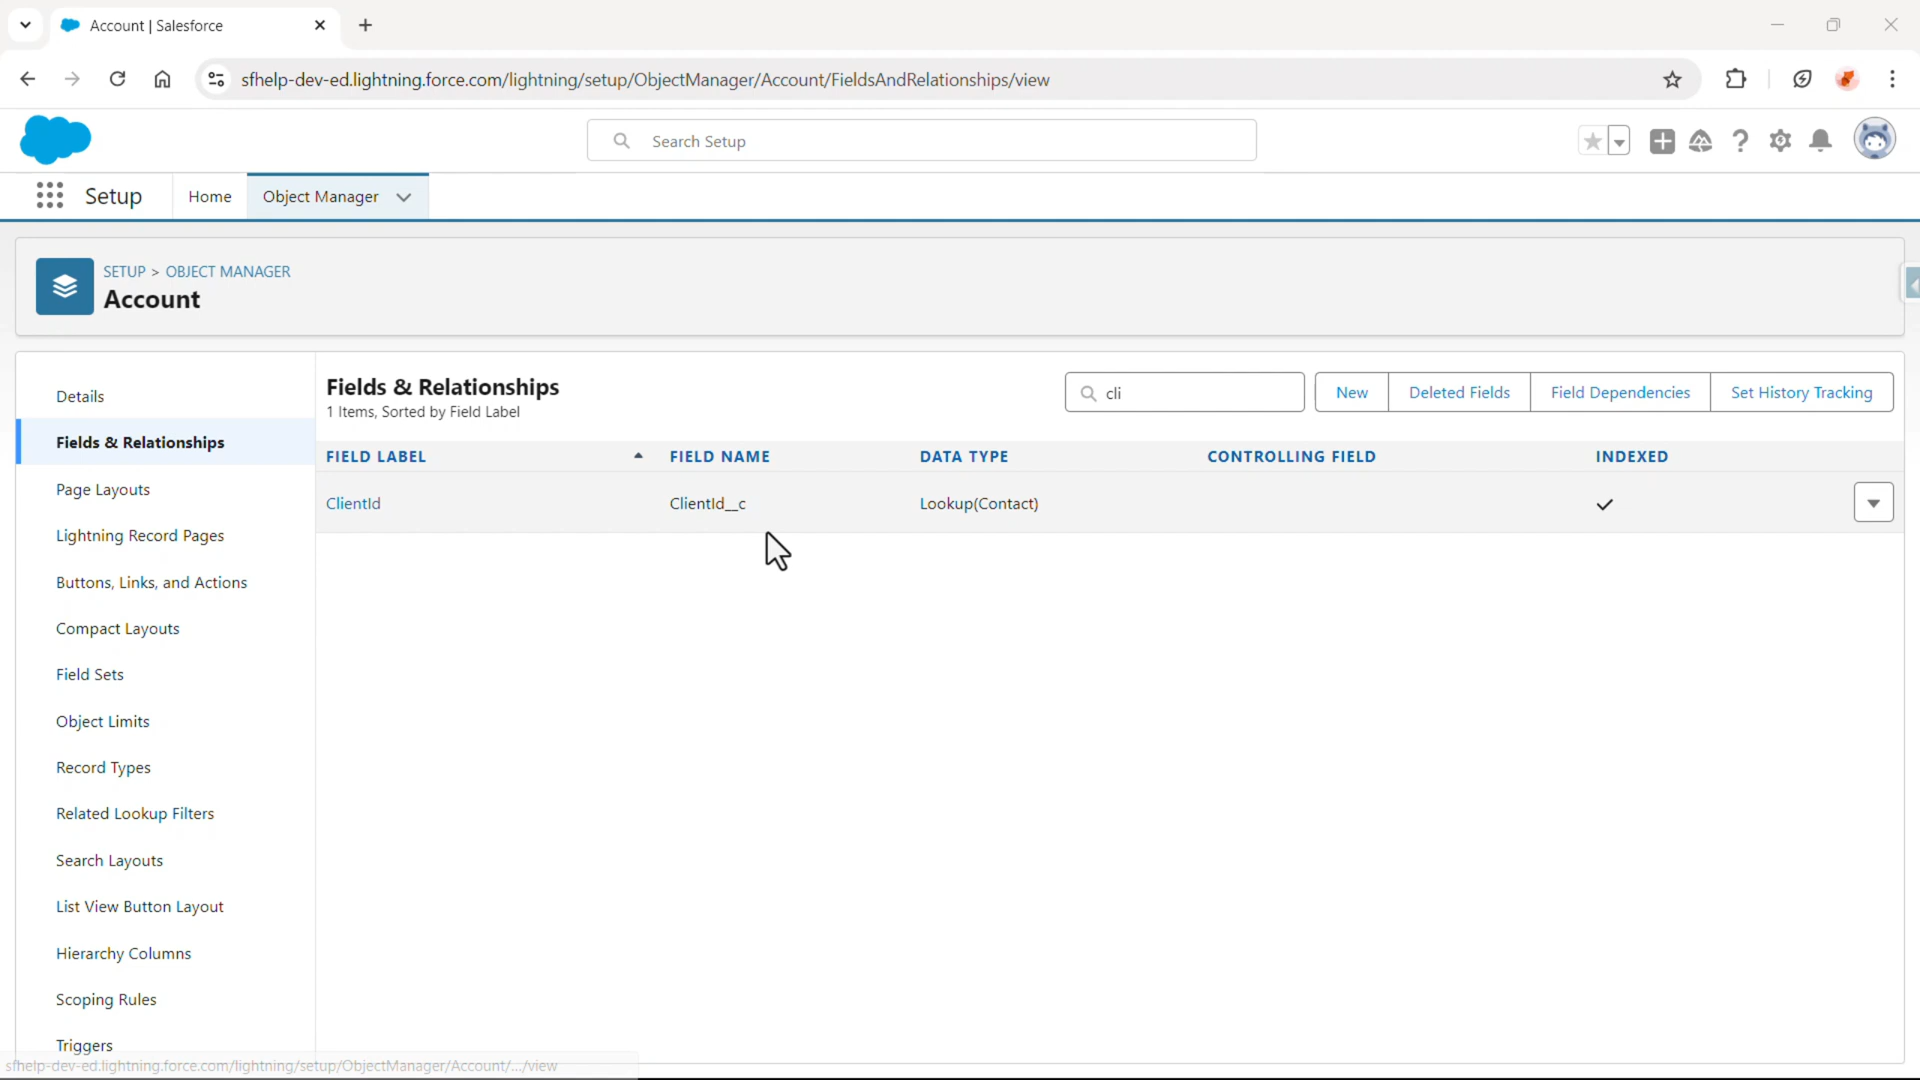 Account | Salesforce
sfhelp-dev-ed.lightning.force.com/lightning/setup/ObjectManager/Account/FieldsAndRelationships/view
Search Setup
Setup
Home
Object Manager
SETUP > OBJECT MANAGER
Account
Details
Fields & Relationships
Page Layouts
Lightning Record Pages
Buttons, Links, and Actions
Compact Layouts
Field Sets
Object Limits
Record Types
Related Lookup Filters
Search Layouts
List View Button Layout
Hierarchy Columns
Scoping Rules
Triggers
Fields & Relationships
1 Items, Sorted by Field Label
cli
New
Deleted Fields
Field Dependencies
Set History Tracking
FIELD LABEL FIELD NAME DATA TYPE CONTROLLING FIELD INDEXED
ClientId ClientId__c Lookup(Contact)
sfhelp-dev-ed.lightning.force.com/lightning/setup/ObjectManager/Account/.../view